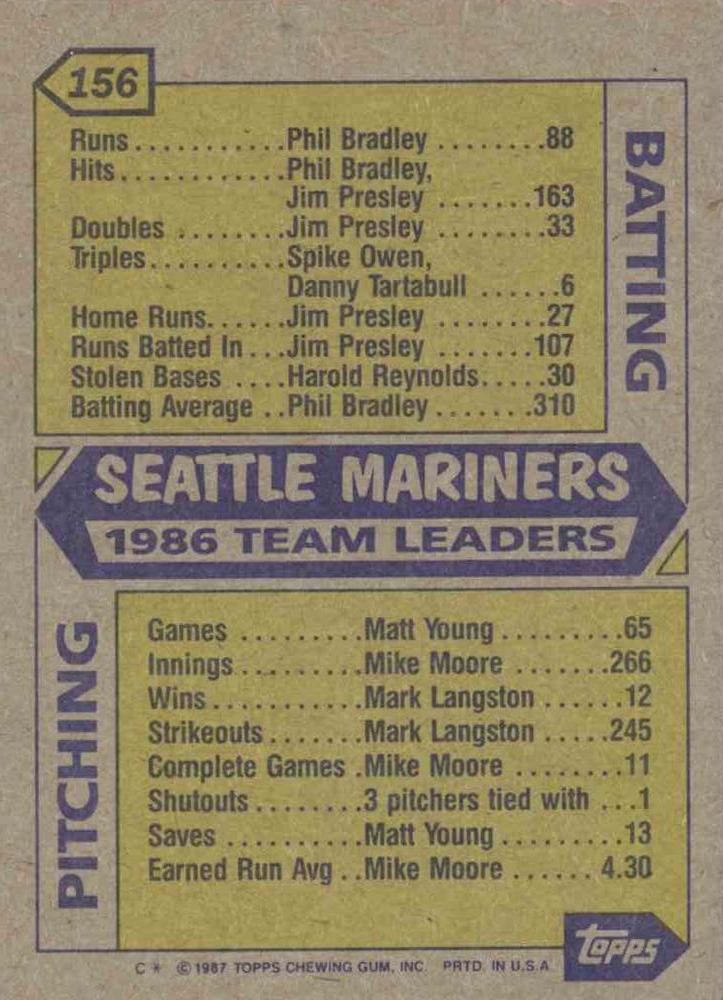 156
Runs...........Phil Bradley ........88
Hits............Phil Bradley,
Jim Presley .......163
Doubles ........Jim Presley ........33
Triples..........Spike Owen,
Danny Tartabull ......6
Home Runs......Jim Presley ........27
Runs Batted In ...Jim Presley .......107
Stolen Bases ....Harold Reynolds.....30
Batting Average ..Phil Bradley.......310
BATTING
SEATTLE MARINERS
1986 TEAM LEADERS
PITCHING
Games .........Matt Young.........65
Innings..........Mike Moore .......266
Wins...........Mark Langston ......12
Strikeouts.......Mark Langston .....245
Complete Games .Mike Moore ........11
Shutouts........3 pitchers tied with ...1
Saves ..........Matt Young.........13
Earned Run Avg ..Mike Moore ...... 4.30
TOPPS
C * © 1987 TOPPS CHEWING GUM, INC. PRTD. IN U.S.A.